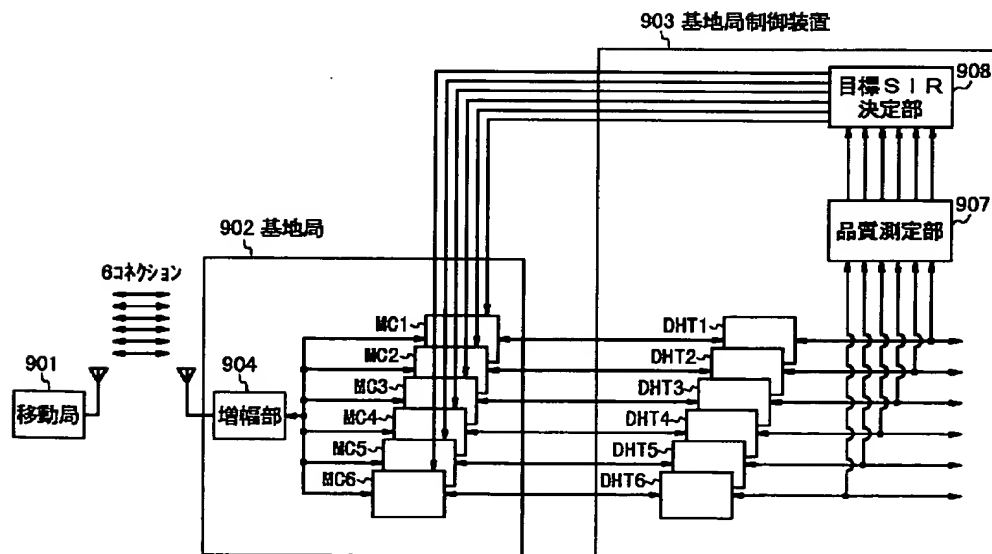 903 基地局制御装置
908
目標SIR
決定部
907
品質測定部
902 基地局
6コネクション
901
移動局
904
増幅部
MC1
MC2
MC3
MC4
MC5
MC6
DHT1
DHT2
DHT3
DHT4
DHT5
DHT6